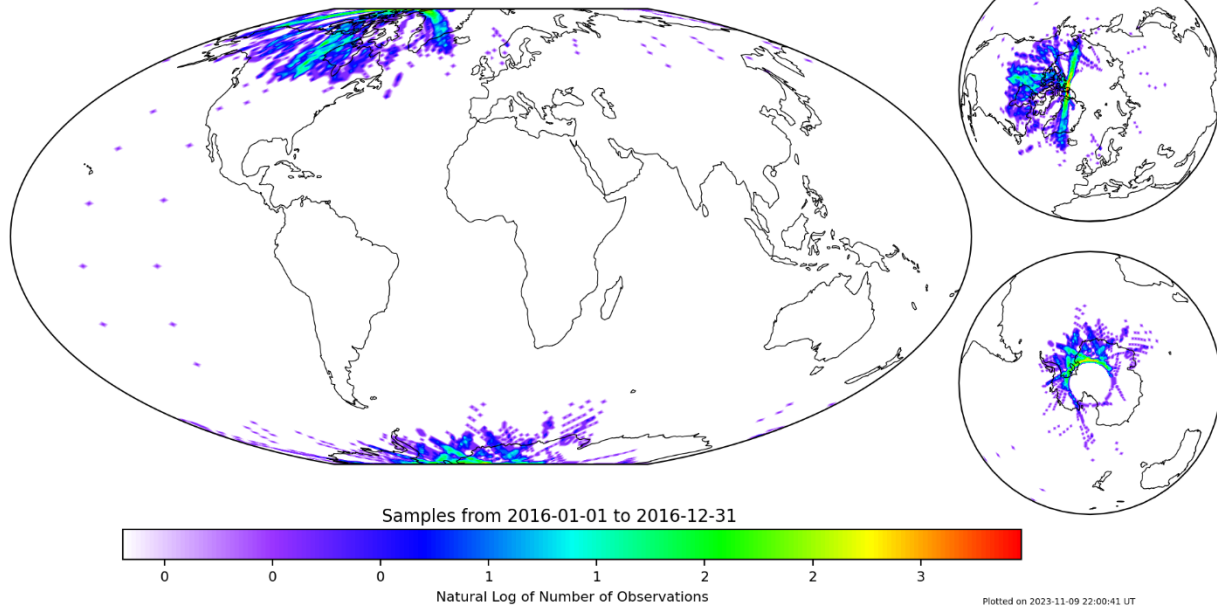 Samples from 2016-01-01 to 2016-12-31
0 0 0 1 1 2 2 3
Natural Log of Number of Observations
Plotted on 2023-11-09 22:00:41 UT